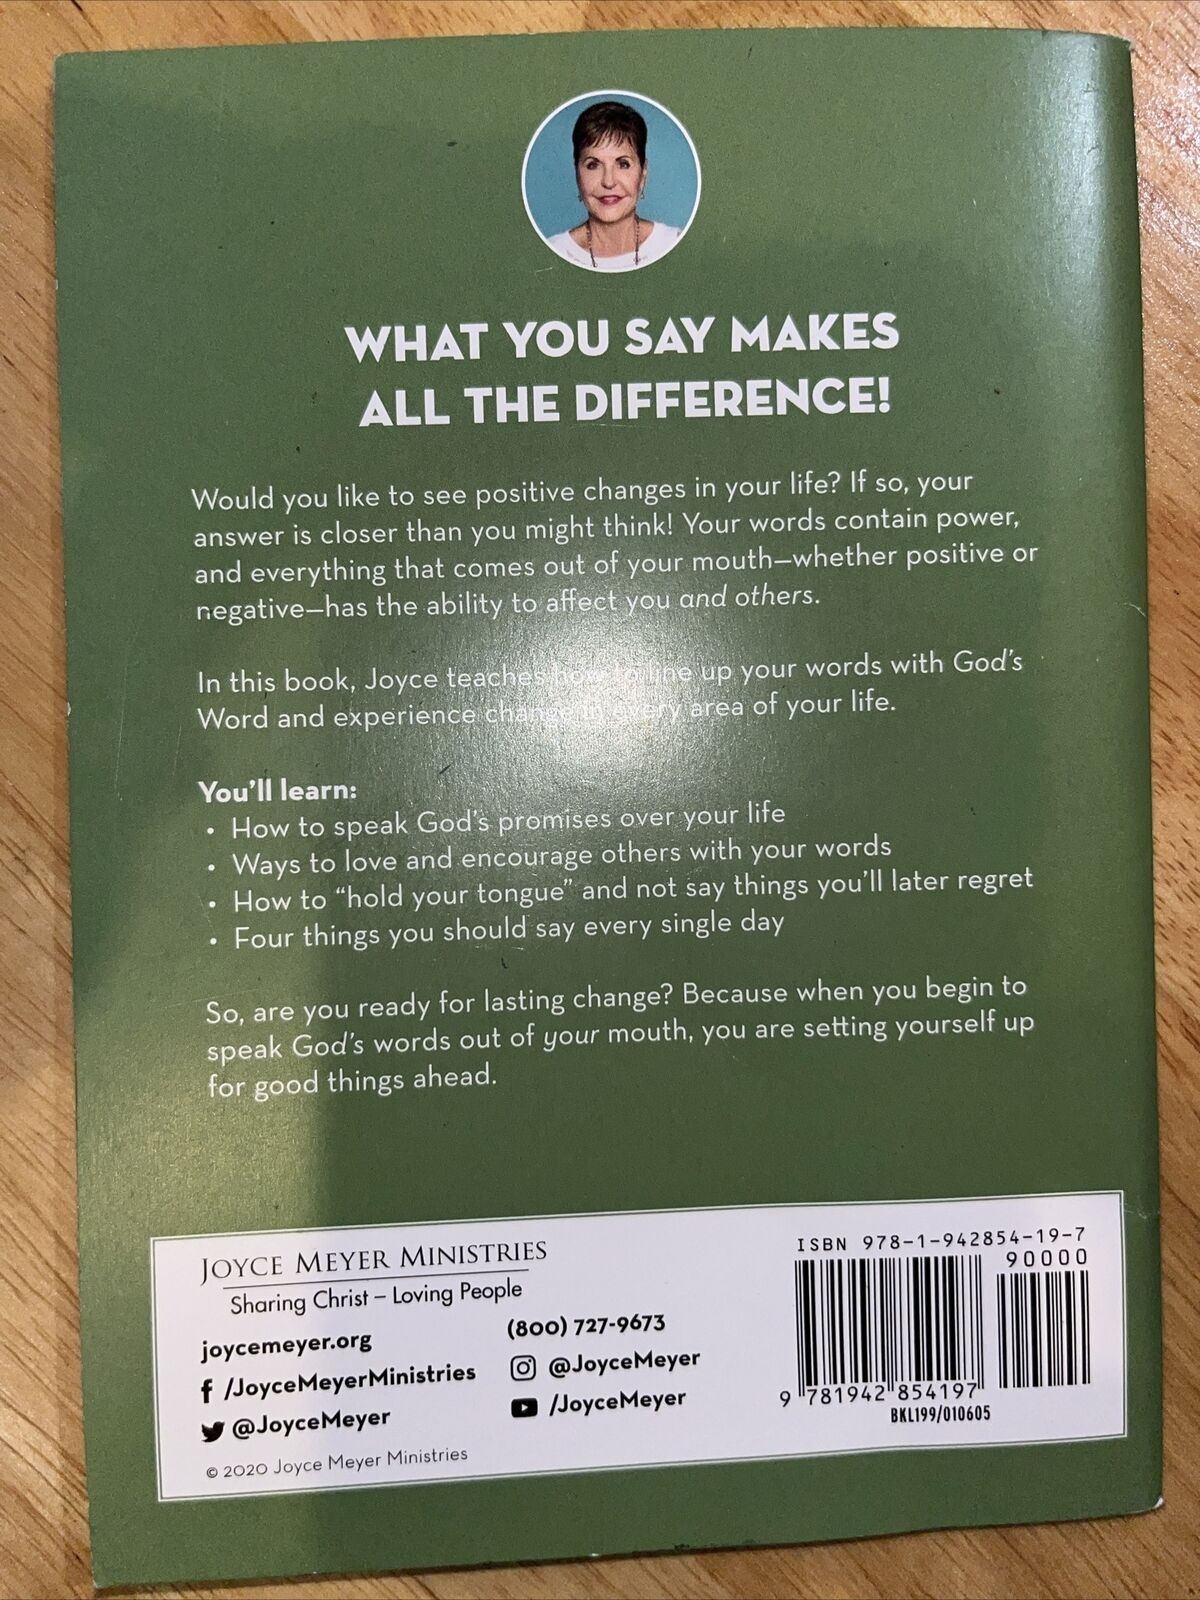 WHAT YOU SAY MAKES
ALL THE DIFFERENCE!
Would you like to see positive changes in your life? If so, your
answer is closer than you might think! Your words contain power,
and everything that comes out of your mouth—whether positive or
negative—has the ability to affect you and others.
In this book, Joyce teaches how to line up your words with God's
Word and experience change in every area of your life.
You'll learn:
• How to speak God's promises over your life
• Ways to love and encourage others with your words
• How to "hold your tongue" and not say things you'll later regret
• Four things you should say every single day
So, are you ready for lasting change? Because when you begin to
speak God's words out of your mouth, you are setting yourself up
for good things ahead.
JOYCE MEYER MINISTRIES
Sharing Christ – Loving People
joycemeyer.org
/JoyceMeyerMinistries
@JoyceMeyer
(800) 727-9673
@JoyceMeyer
/JoyceMeyer
© 2020 Joyce Meyer Ministries
ISBN 978-1-942854-19-7
90000
9 781942 854197
BKL199/010605